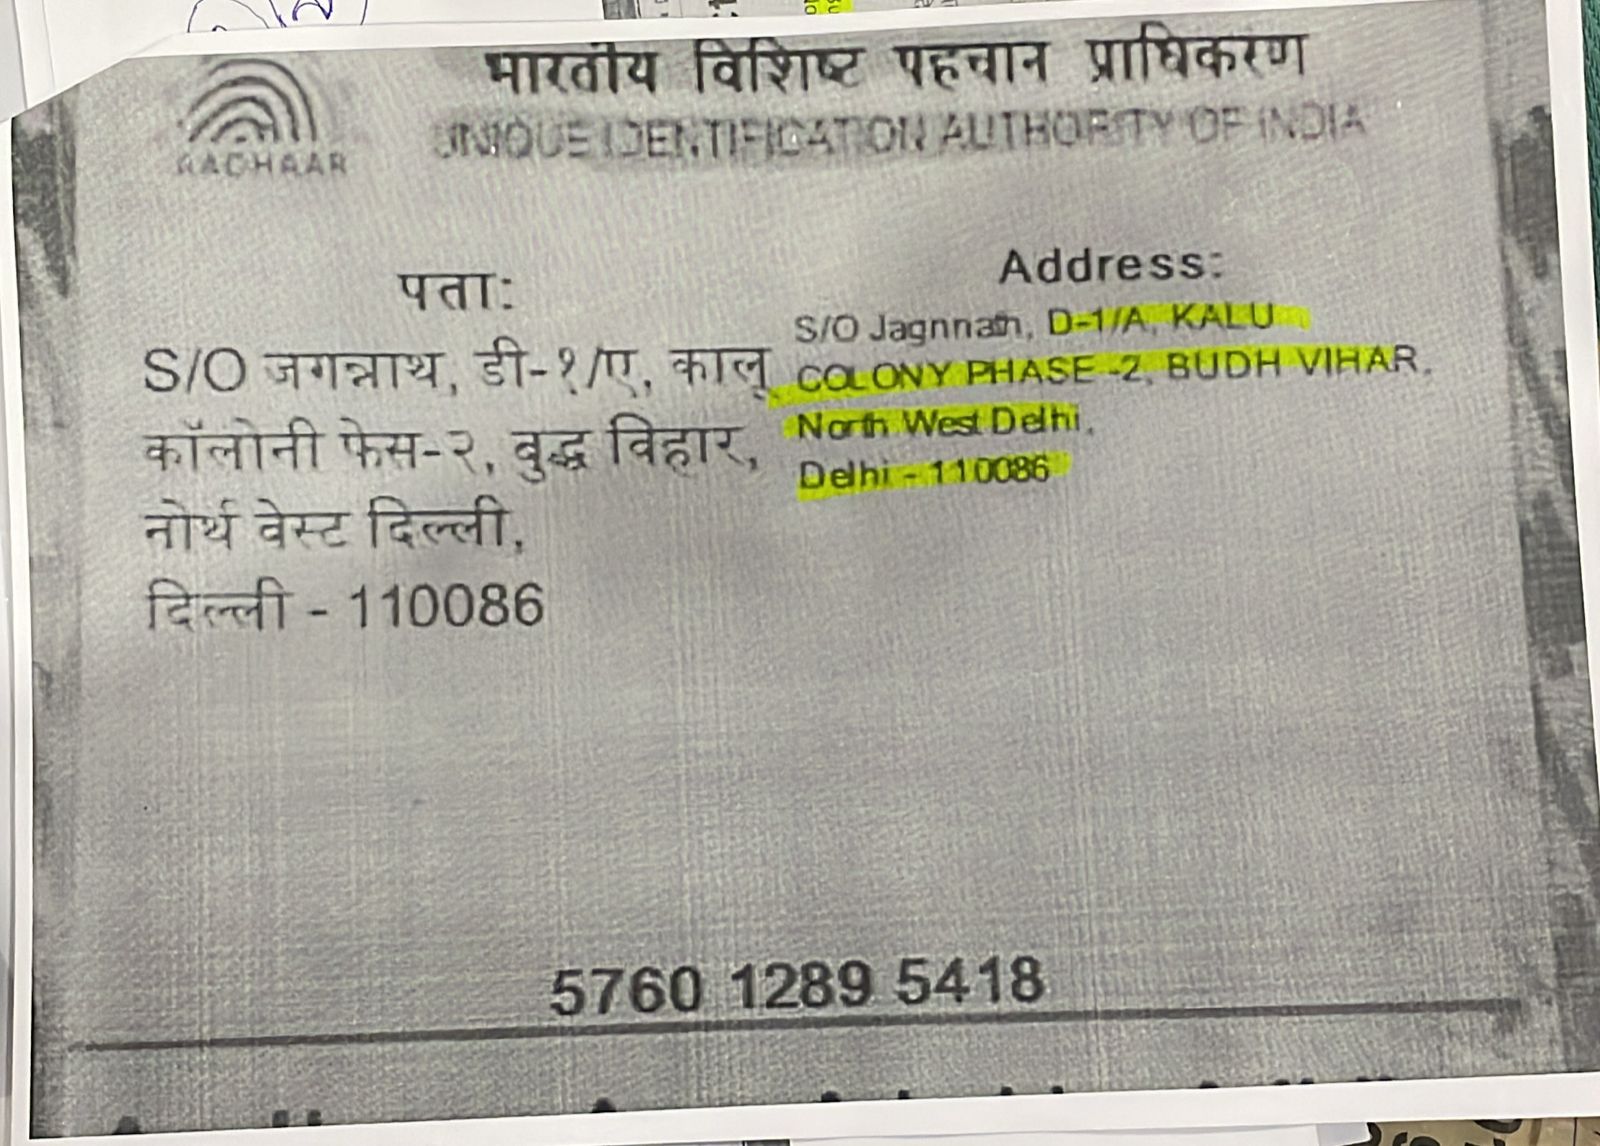 भारतीय विशिष्ट पहचान प्राधिकरण
UNIQUE IDENTIFICATION AUTHORITY OF INDIA
AADHAAR
पता:
S/O जगन्नाथ, डी-१/ए, कालू
कॉलोनी फेस-२, बुद्ध विहार,
नोर्थ वेस्ट दिल्ली,
दिल्ली - 110086
Address:
S/O Jagnnath, D-1/A, KALU
COLONY PHASE -2, BUDH VIHAR,
North West Delhi,
Delhi - 110086
5760 1289 5418